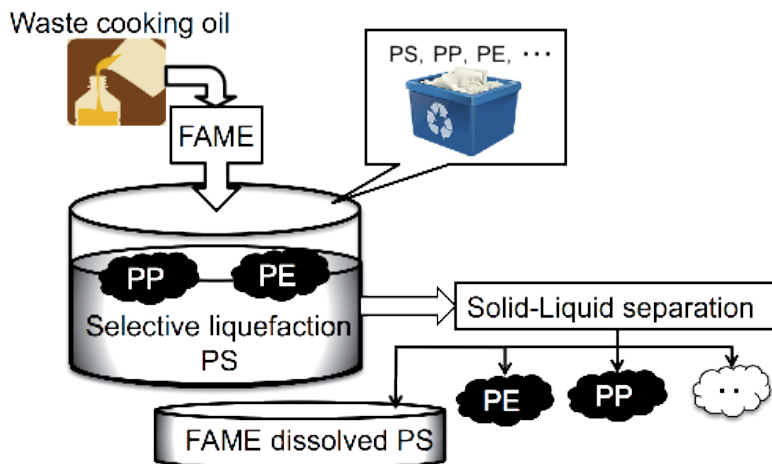 Waste cooking oil
PS, PP, PE, ···
FAME
PP
PE
Selective liquefaction
PS
Solid-Liquid separation
PE
PP
··
FAME dissolved PS